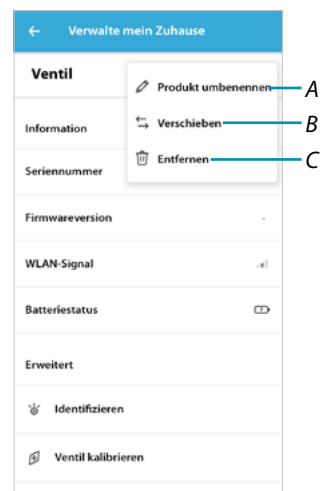 Verwalte mein Zuhause
Ventil
Produkt umbenennen A
Verschieben B
Entfernen C
Information
Seriennummer
Firmwareversion -
WLAN-Signal
Batteriestatus
Erweitert
Identifizieren
Ventil kalibrieren